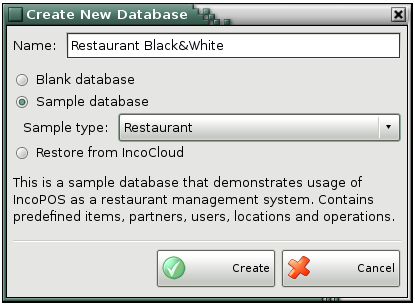 Create New Database
Name: Restaurant Black&White
Blank database
Sample database
Sample type: Restaurant
Restore from IncoCloud
This is a sample database that demonstrates usage of
IncoPOS as a restaurant management system. Contains
predefined items, partners, users, locations and operations.
Create Cancel